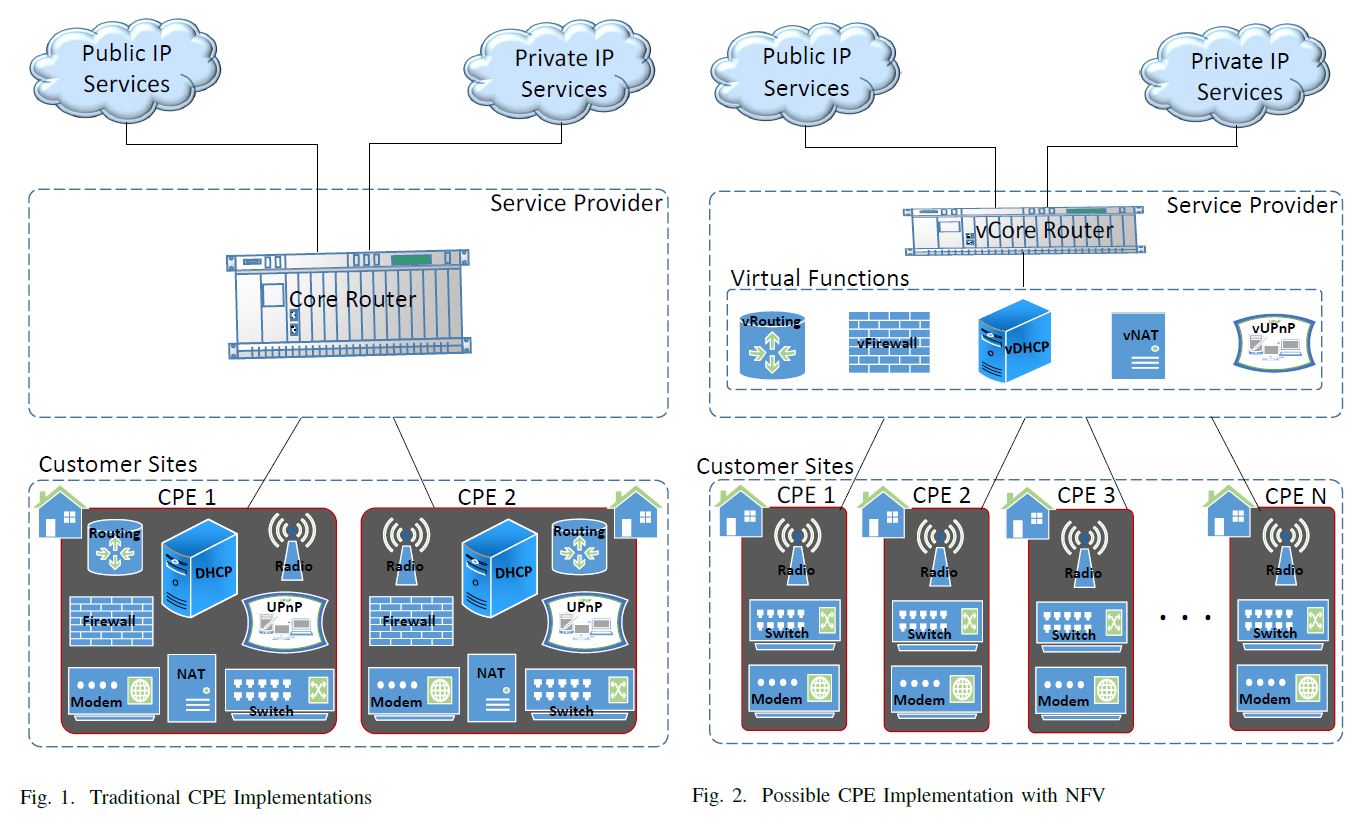 Public IP
Services
Private IP
Services
Service Provider
Core Router
Customer Sites
CPE 1
CPE 2
Routing
DHCP
Radio
Firewall
UPnP
Modem
NAT
Switch
Radio
DHCP
Routing
Firewall
UPnP
Modem
NAT
Switch
Fig. 1. Traditional CPE Implementations
Public IP
Services
Private IP
Services
Service Provider
vCore Router
Virtual Functions
vRouting
vFirewall
vDHCP
vNAT
vUPnP
Customer Sites
CPE 1
CPE 2
CPE 3
CPE N
Radio
Radio
Radio
Radio
Switch
Switch
Switch
. . .
Switch
Modem
Modem
Modem
Modem
Fig. 2. Possible CPE Implementation with NFV